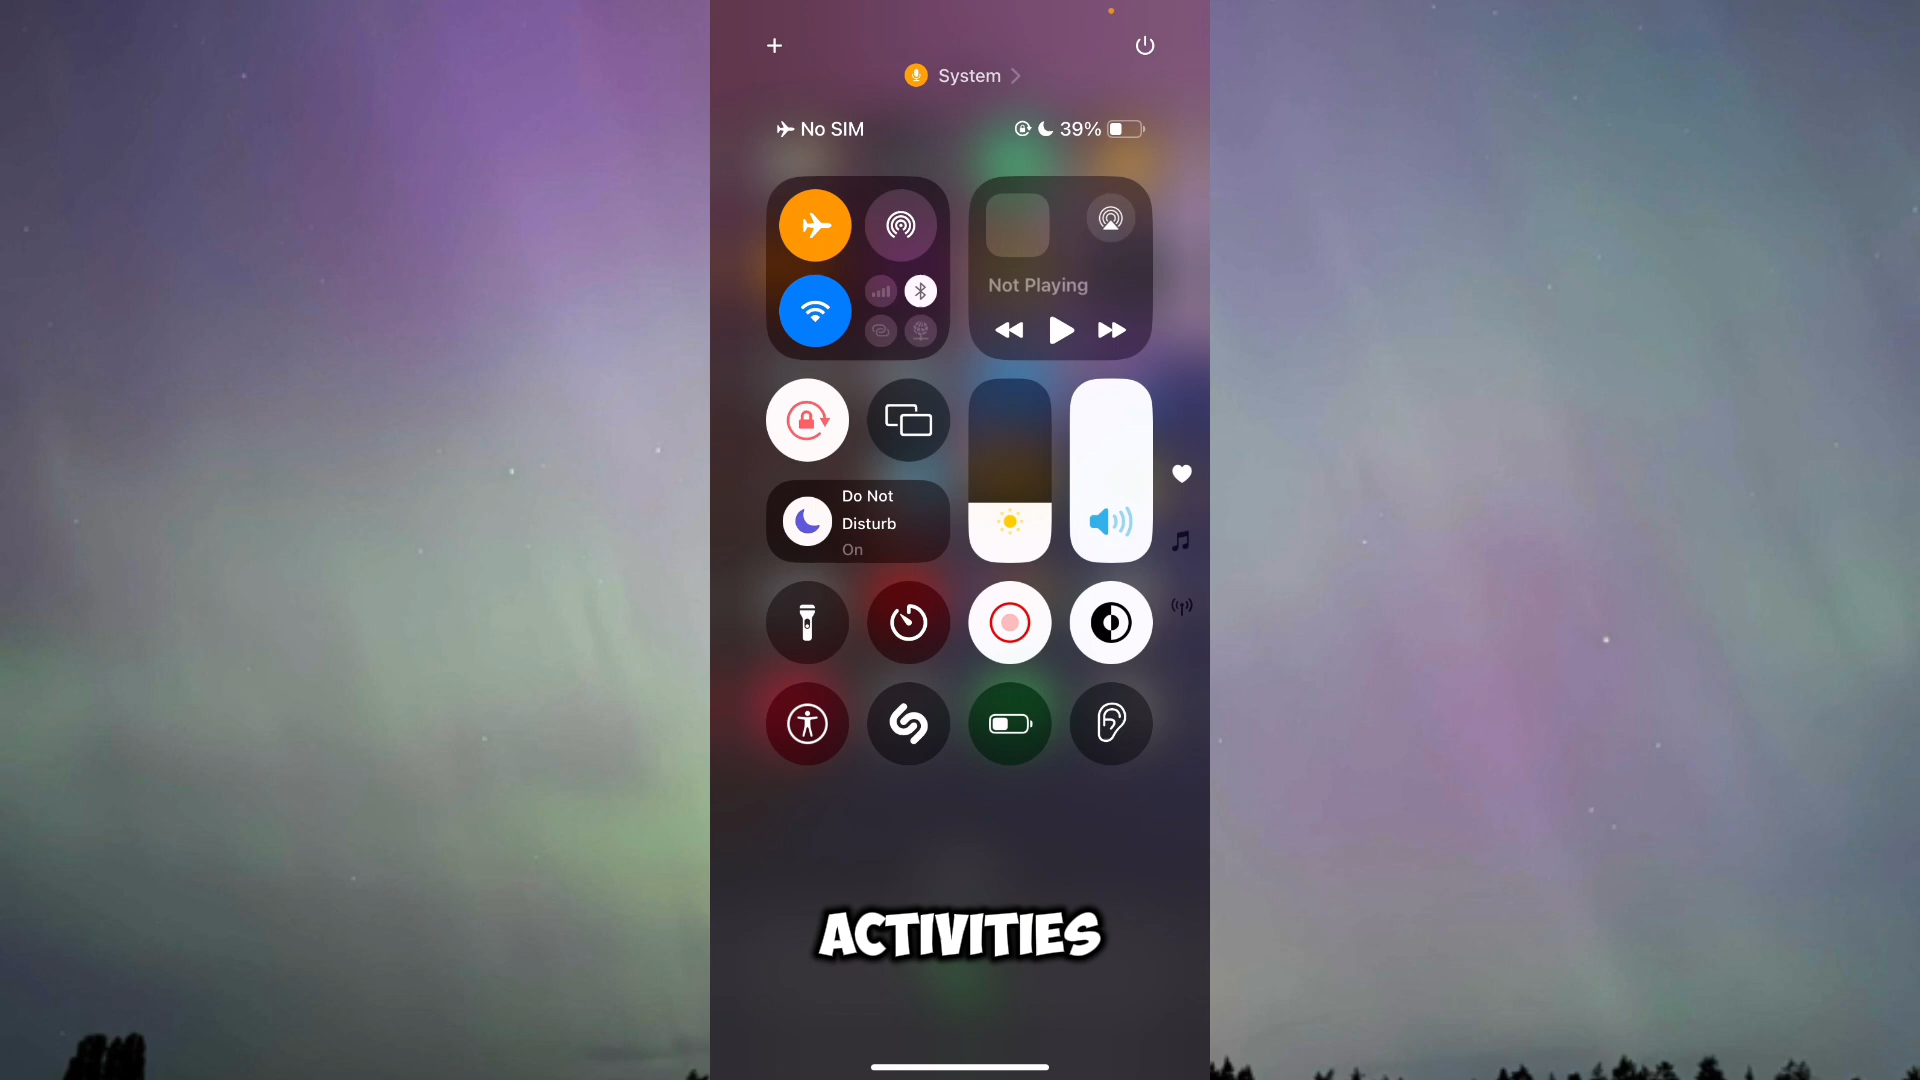 System
No SIM
39%
Not Playing
Do Not
Disturb
On
ACTIVITIES